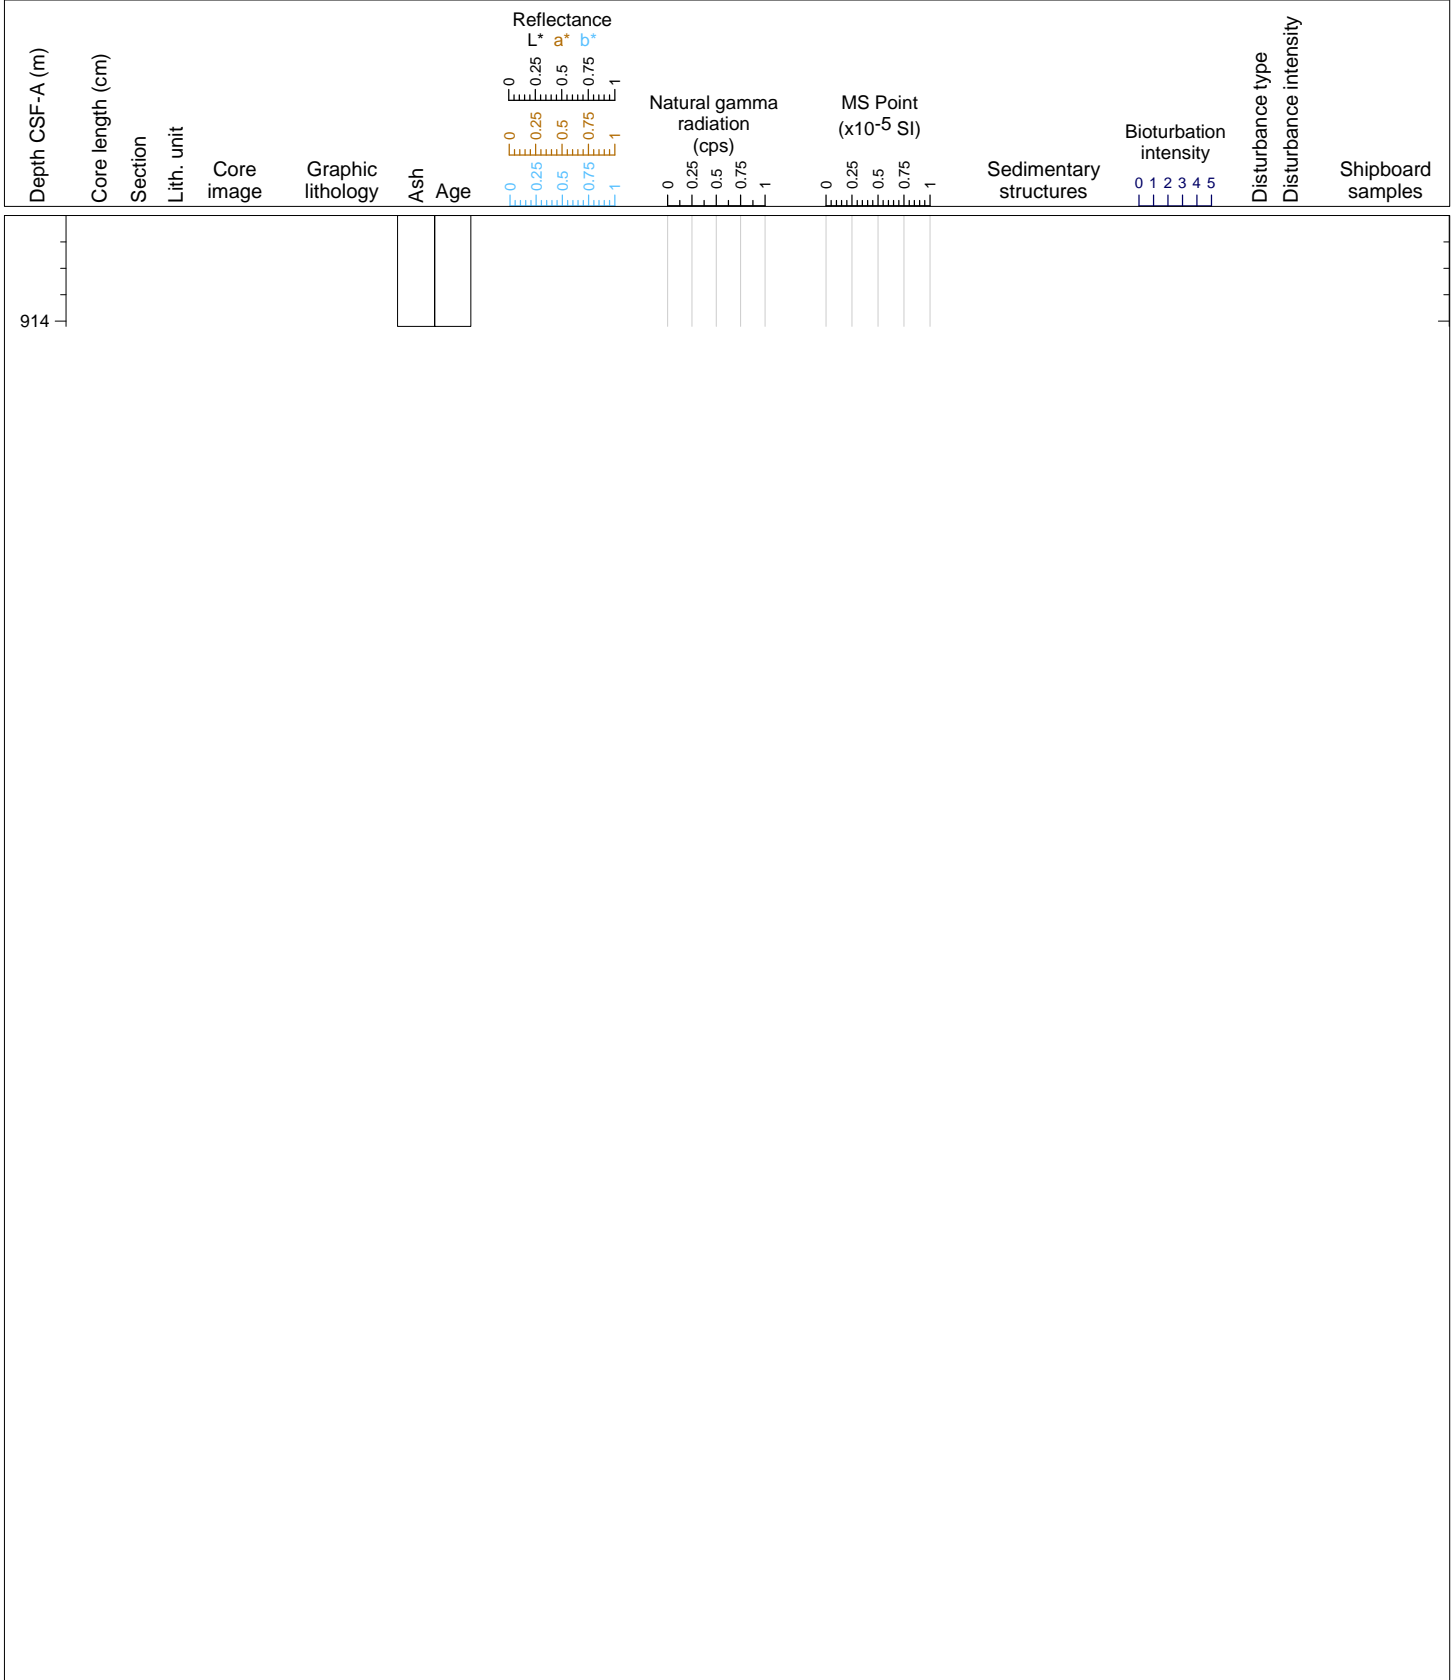 Depth CSF-A (m)
Core length (cm)
Section
Lith. unit
Core
image
Graphic
lithology
Ash
Age
Reflectance
L* a* b*
0 0.25 0.5 0.75 1
0 0.25 0.5 0.75 1
0 0.25 0.5 0.75 1
Natural gamma
radiation
(cps)
0 0.25 0.5 0.75 1
MS Point
(x10-5 SI)
0 0.25 0.5 0.75 1
Sedimentary
structures
Bioturbation
intensity
0 1 2 3 4 5
Disturbance type
Disturbance intensity
Shipboard
samples
914